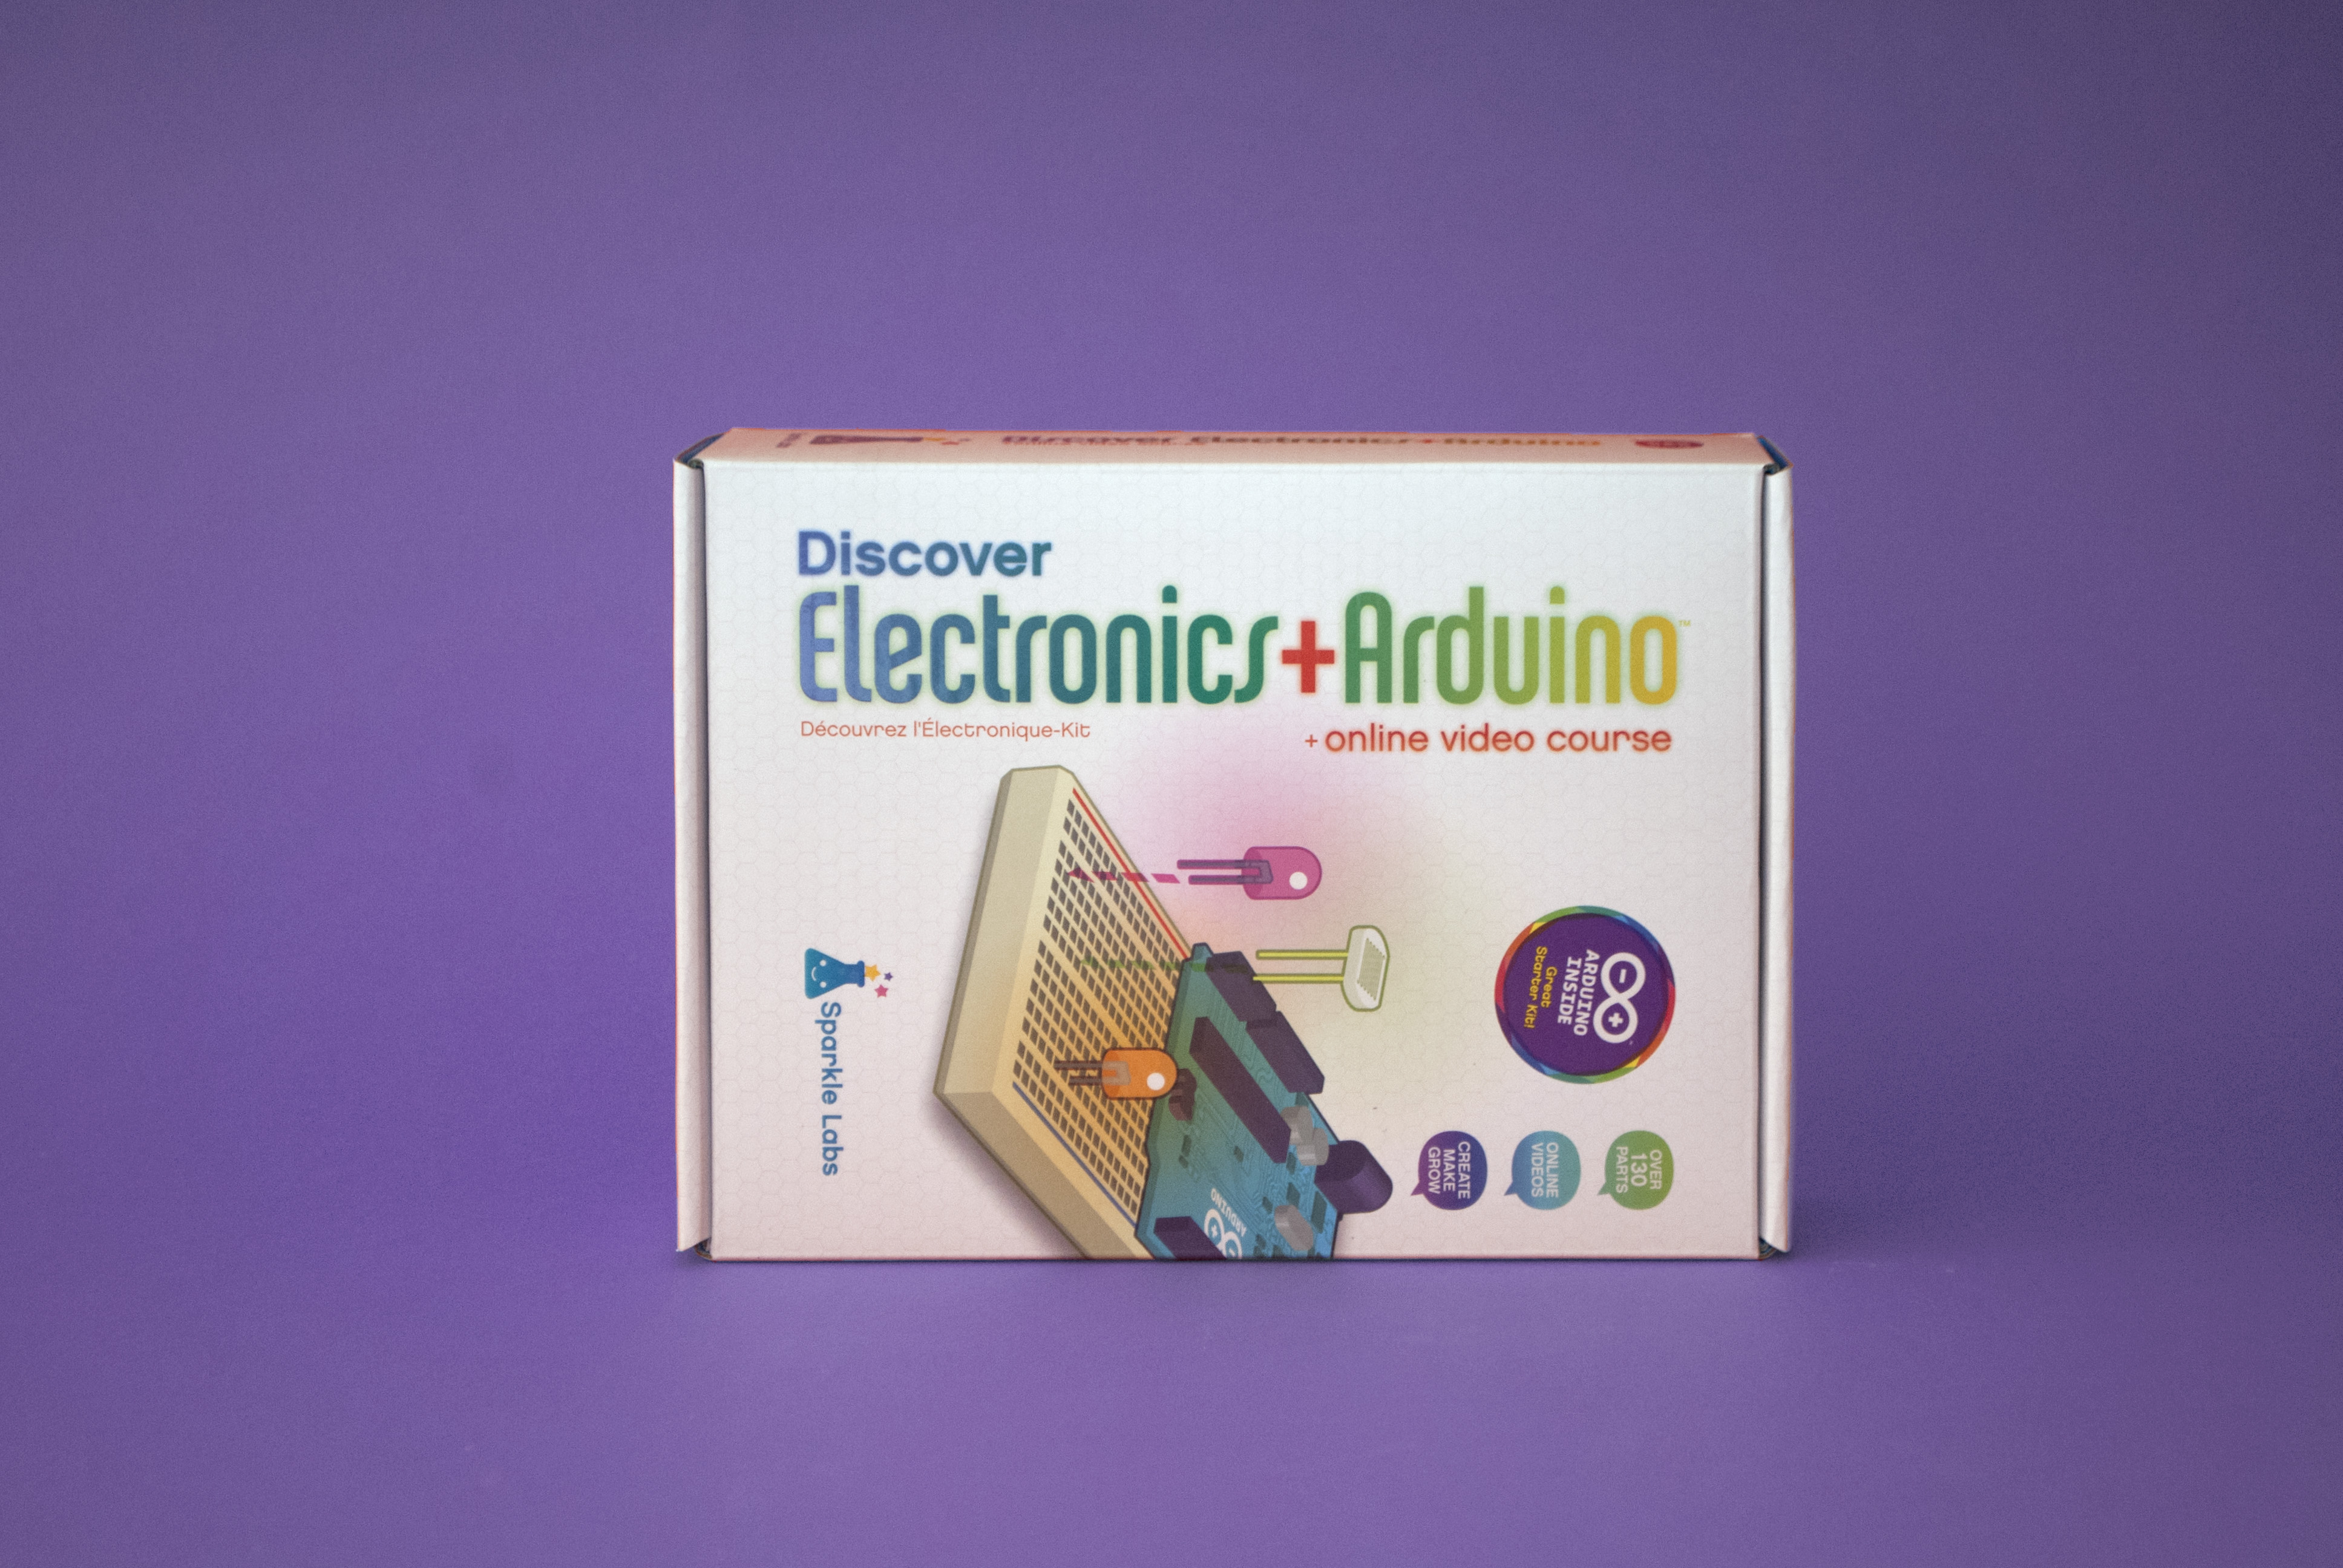 Discover Electronics+Arduino
Discover
Electronics+Arduino™
Découvrez l'Électronique-Kit
+ online video course
Sparkle Labs
ARDUINO
INSIDE
Great
Starter Kit!
CREATE
MAKE
GROW
ONLINE
VIDEOS
OVER
130
PARTS
ARDUINO